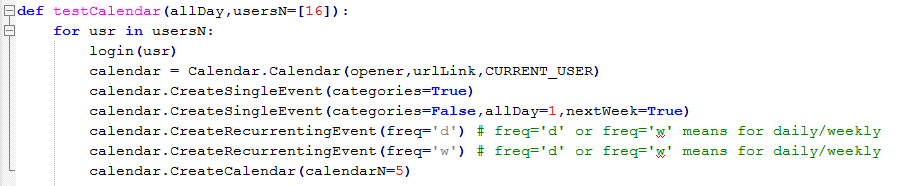 def testCalendar(allDay,usersN=[16]):
    for usr in usersN:
        login(usr)
        calendar = Calendar.Calendar(opener,urlLink,CURRENT_USER)
        calendar.CreateSingleEvent(categories=True)
        calendar.CreateSingleEvent(categories=False,allDay=1,nextWeek=True)
        calendar.CreateRecurrentingEvent(freq='d') # freq='d' or freq='w' means for daily/weekly
        calendar.CreateRecurrentingEvent(freq='w') # freq='d' or freq='w' means for daily/weekly
        calendar.CreateCalendar(calendarN=5)